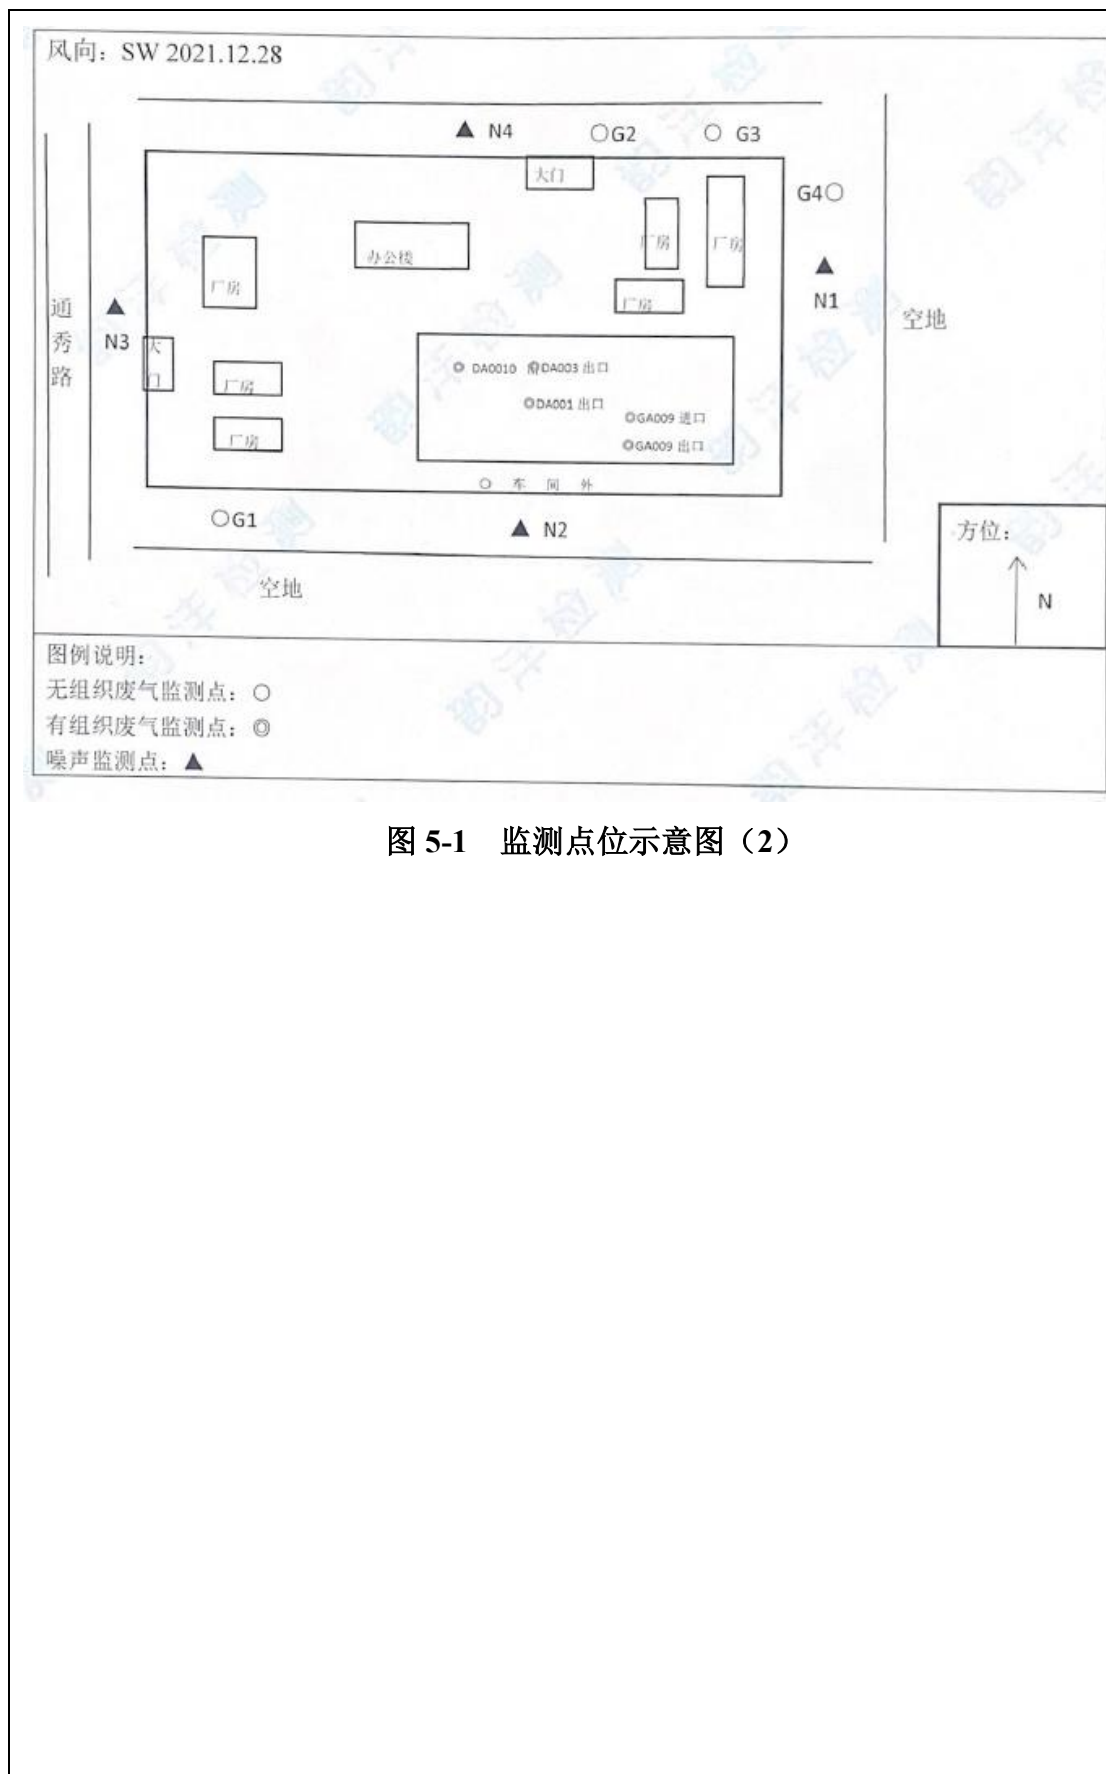 风向：SW 2021.12.28
▲ N4
○G2
○ G3
大门
G4○
厂房
厂房
办公楼
厂房
▲
N1
空地
厂房
通秀路
▲
N3
大门
◎ DA0010
◎DA003 出口
厂房
◎DA001 出口
◎GA009 进口
厂房
◎GA009 出口
○ 车 间 外
○G1
▲ N2
空地
方位：
N
图例说明：
无组织废气监测点：○
有组织废气监测点：◎
噪声监测点：▲
图 5-1 监测点位示意图（2）
韵洋检测